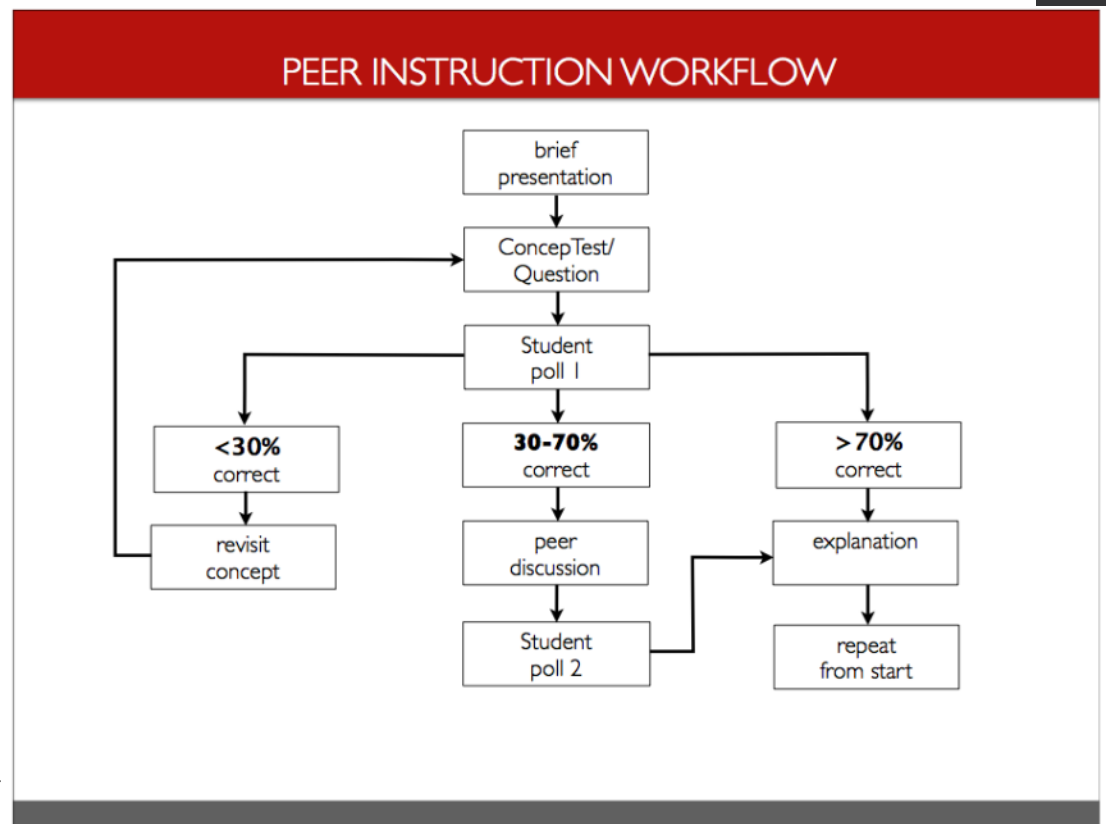 PEER INSTRUCTION WORKFLOW
brief
presentation
ConcepTest/
Question
Student
poll 1
<30%
correct
revisit
concept
30-70%
correct
peer
discussion
Student
poll 2
>70%
correct
explanation
repeat
from start